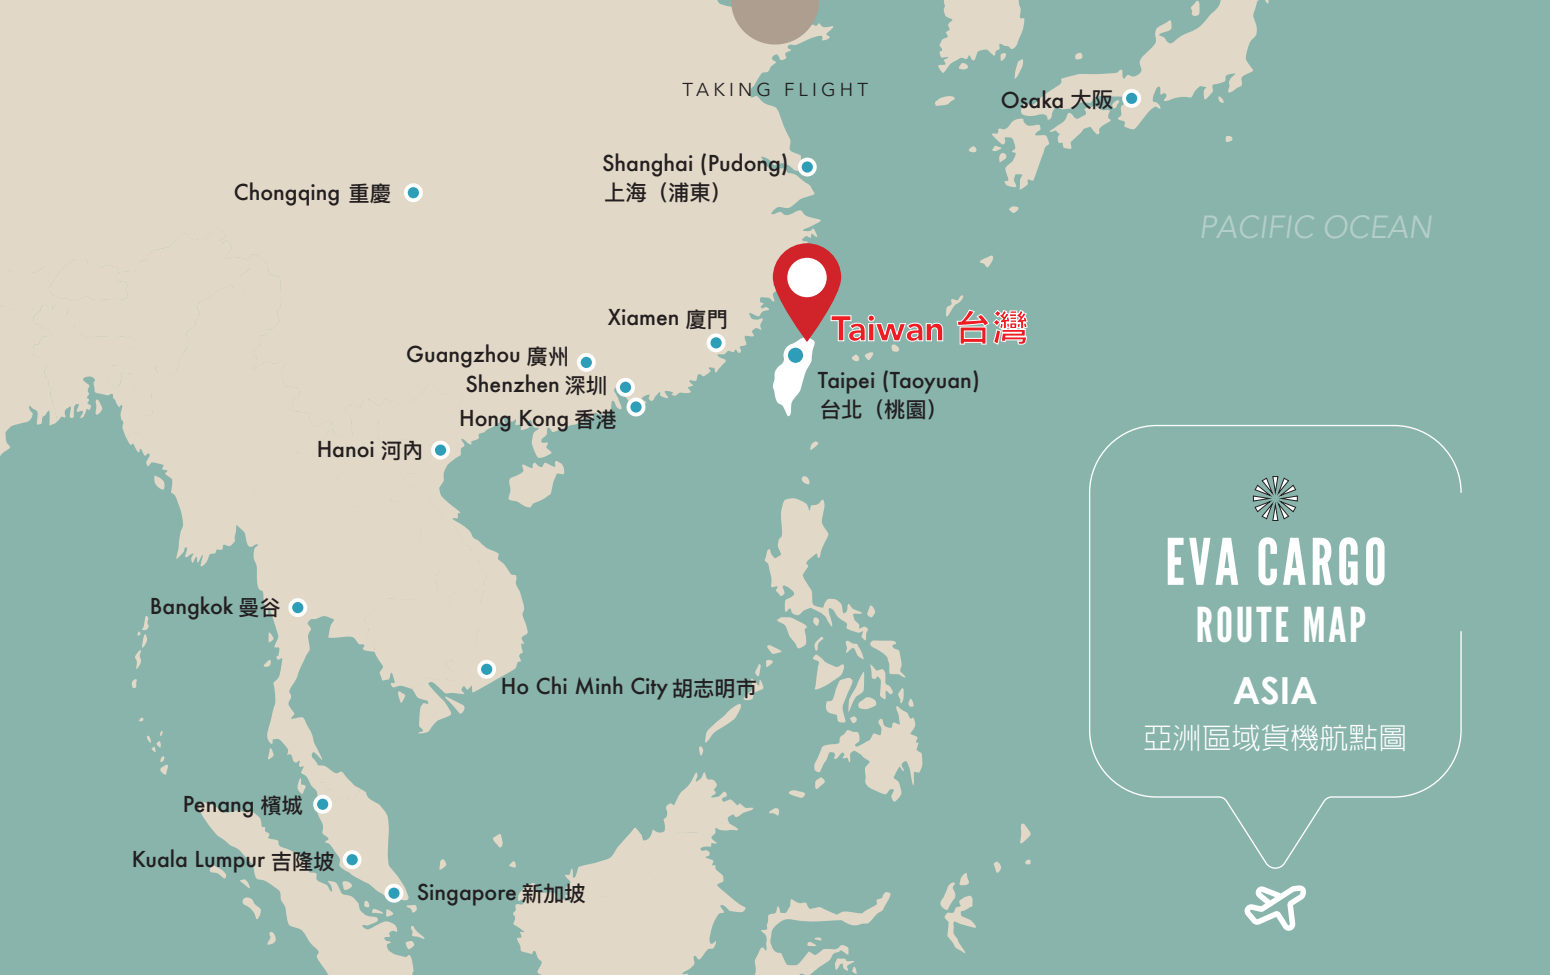 TAKING FLIGHT
Osaka 大阪
Shanghai (Pudong)
上海（浦東）
Chongqing 重慶
PACIFIC OCEAN
Xiamen 廈門
Taiwan 台灣
Guangzhou 廣州
Shenzhen 深圳
Taipei (Taoyuan)
台北（桃園）
Hong Kong 香港
Hanoi 河內
EVA CARGO
ROUTE MAP
ASIA
亞洲區域貨機航點圖
Bangkok 曼谷
Ho Chi Minh City 胡志明市
Penang 檳城
Kuala Lumpur 吉隆坡
Singapore 新加坡